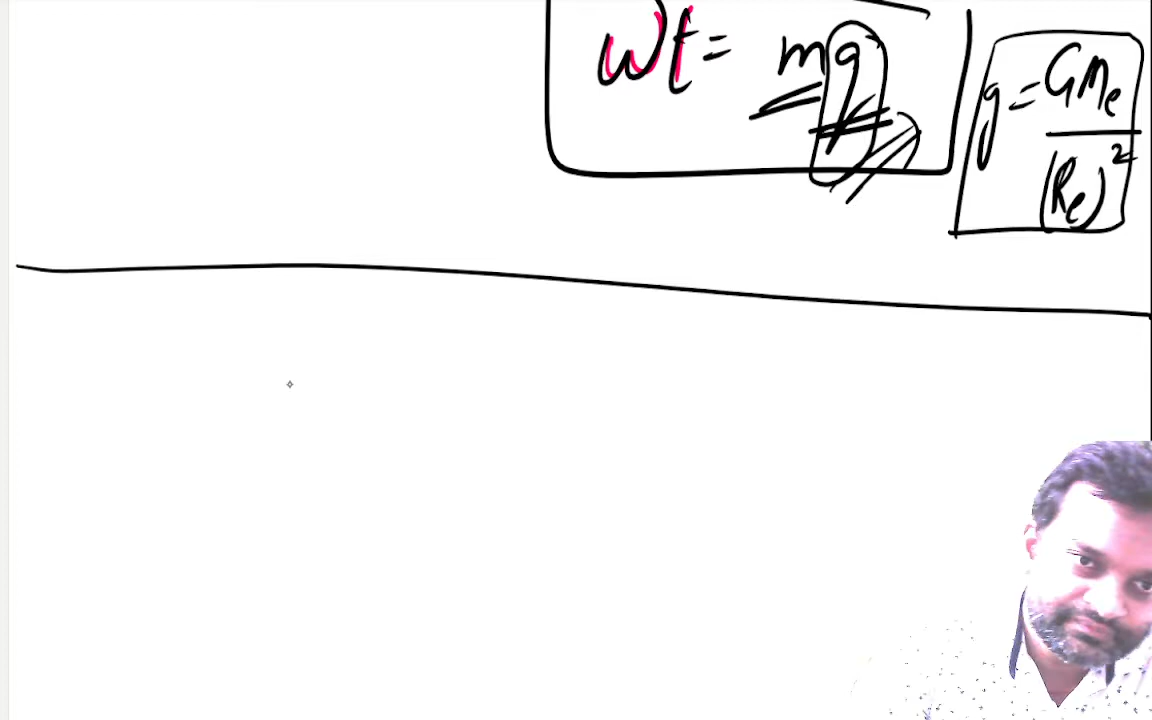 Wt = mg
g = GMe
(Re)²